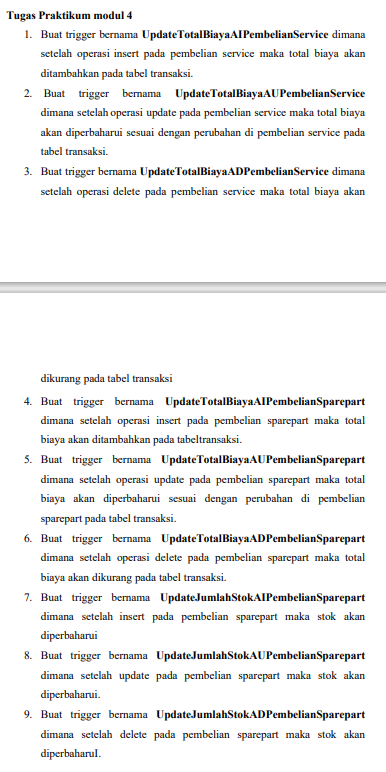 Tugas Praktikum modul 4
1. Buat trigger bernama UpdateTotalBiayaAIPembelianService dimana
setelah operasi insert pada pembelian service maka total biaya akan
ditambahkan pada tabel transaksi.
2. Buat trigger bernama UpdateTotalBiayaAUPembelianService
dimana setelah operasi update pada pembelian service maka total biaya
akan diperbaharui sesuai dengan perubahan di pembelian service pada
tabel transaksi.
3. Buat trigger bernama UpdateTotalBiayaADPembelianService dimana
setelah operasi delete pada pembelian service maka total biaya akan
dikurang pada tabel transaksi
4. Buat trigger bernama UpdateTotalBiayaAIPembelianSparepart
dimana setelah operasi insert pada pembelian sparepart maka total
biaya akan ditambahkan pada tabeltransaksi.
5. Buat trigger bernama UpdateTotalBiayaAUPembelianSparepart
dimana setelah operasi update pada pembelian sparepart maka total
biaya akan diperbaharui sesuai dengan perubahan di pembelian
sparepart pada tabel transaksi.
6. Buat trigger bernama UpdateTotalBiayaADPembelianSparepart
dimana setelah operasi delete pada pembelian sparepart maka total
biaya akan dikurang pada tabel transaksi.
7. Buat trigger bernama UpdateJumlahStokAIPembelianSparepart
dimana setelah insert pada pembelian sparepart maka stok akan
diperbaharui
8. Buat trigger bernama UpdateJumlahStokAUPembelianSparepart
dimana setelah update pada pembelian sparepart maka stok akan
diperbaharui.
9. Buat trigger bernama UpdateJumlahStokADPembelianSparepart
dimana setelah delete pada pembelian sparepart maka stok akan
diperbaharuI.